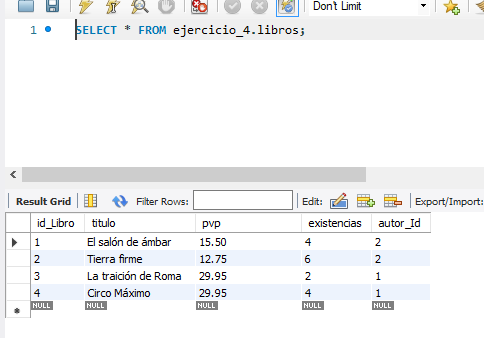 Don't Limit
1 SELECT * FROM ejercicio_4.libros;
Result Grid Filter Rows: Edit: Export/Import:
id_Libro titulo pvp existencias autor_Id
1 El salón de ámbar 15.50 4 2
2 Tierra firme 12.75 6 2
3 La traición de Roma 29.95 2 1
4 Circo Máximo 29.95 4 1
NULL NULL NULL NULL NULL